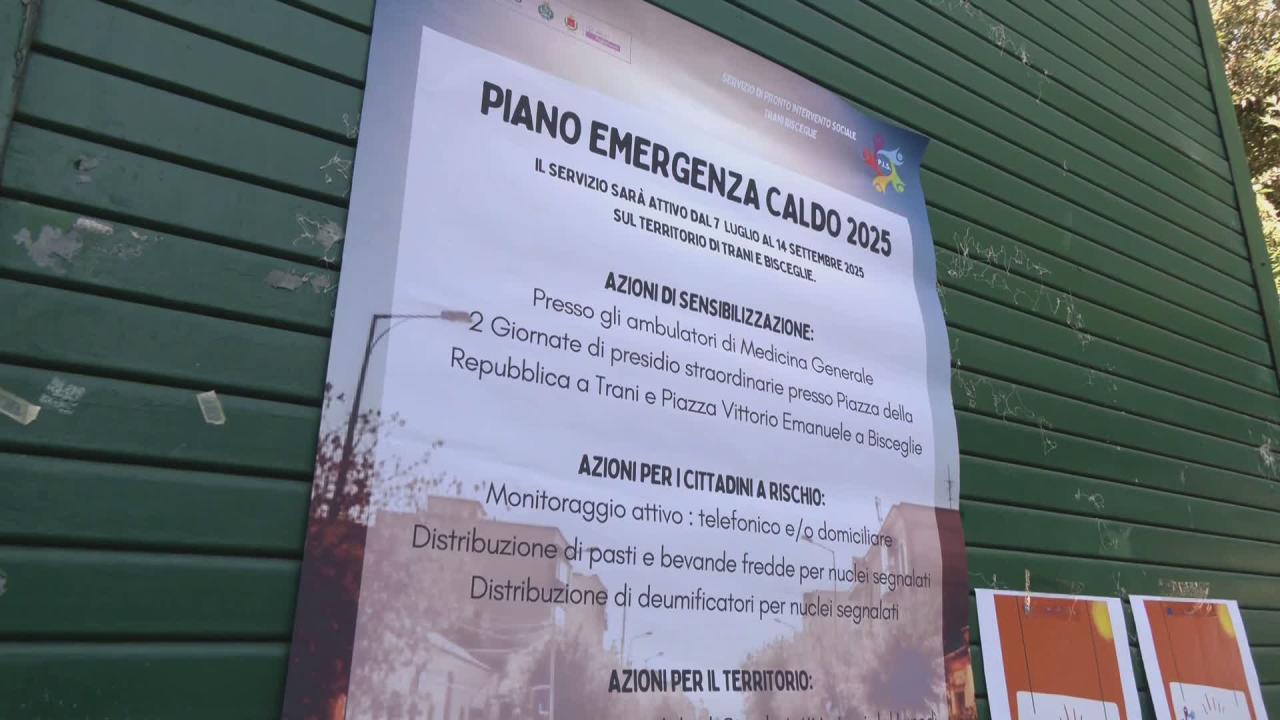 SERVIZIO DI PRONTO INTERVENTO SOCIALE
TRANI BISCEGLIE
P.I.S.
PIANO EMERGENZA CALDO 2025
IL SERVIZIO SARÀ ATTIVO DAL 7 LUGLIO AL 14 SETTEMBRE 2025
SUL TERRITORIO DI TRANI E BISCEGLIE.
AZIONI DI SENSIBILIZZAZIONE:
Presso gli ambulatori di Medicina Generale
2 Giornate di presidio straordinarie presso Piazza della
Repubblica a Trani e Piazza Vittorio Emanuele a Bisceglie
AZIONI PER I CITTADINI A RISCHIO:
Monitoraggio attivo : telefonico e/o domiciliare
Distribuzione di pasti e bevande fredde per nuclei segnalati
Distribuzione di deumificatori per nuclei segnalati
AZIONI PER IL TERRITORIO: